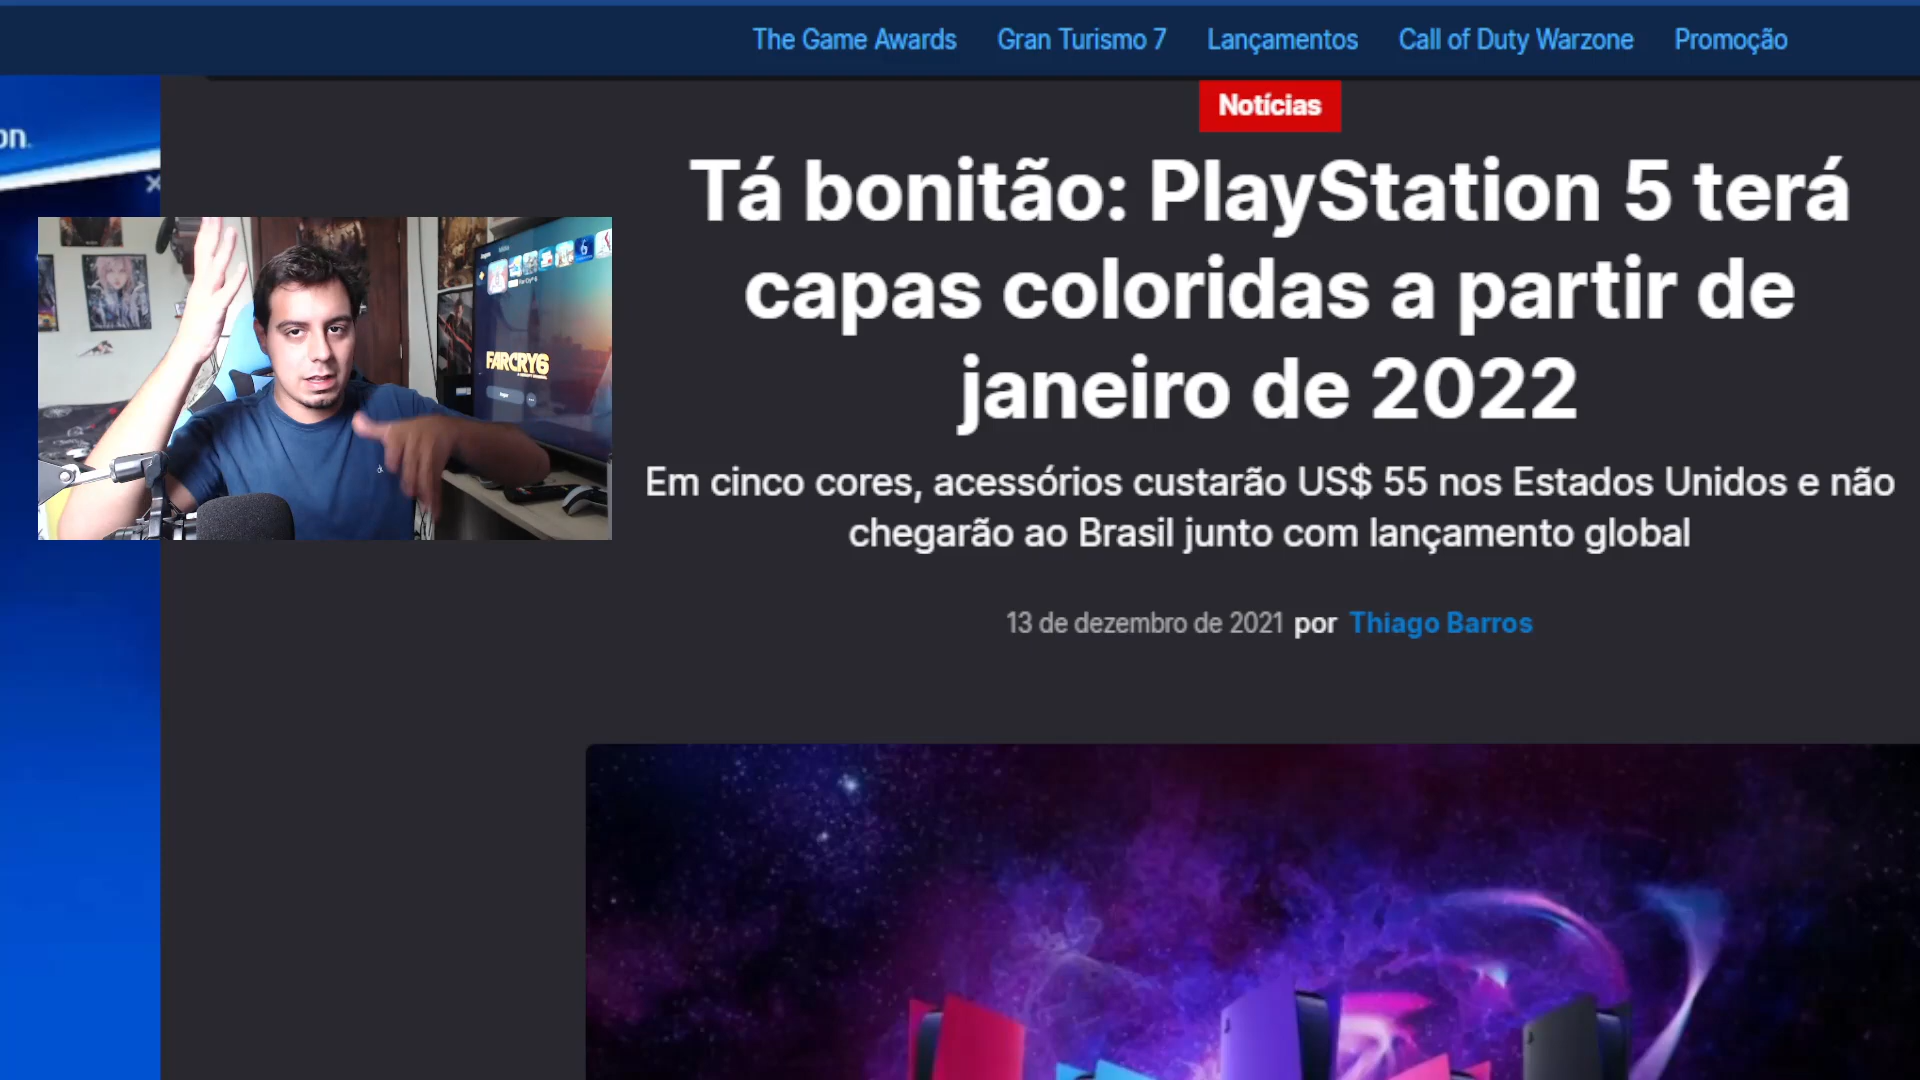 The Game Awards Gran Turismo 7 Lançamentos Call of Duty Warzone Promoção
on.
Notícias
Tá bonitão: PlayStation 5 terá
capas coloridas a partir de
janeiro de 2022
Em cinco cores, acessórios custarão US$ 55 nos Estados Unidos e não
chegarão ao Brasil junto com lançamento global
13 de dezembro de 2021 por Thiago Barros
FARCRY6